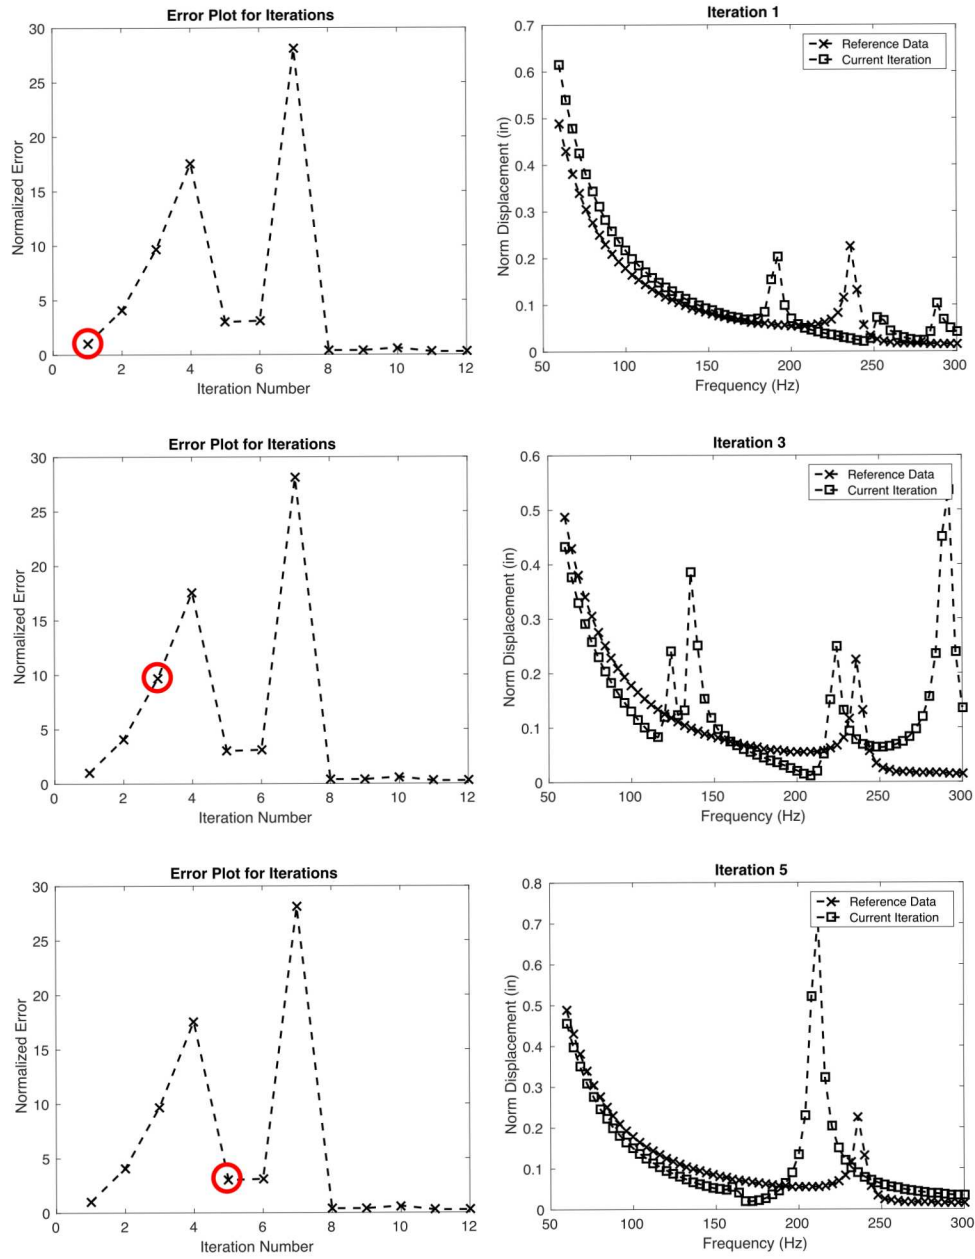 Error Plot for Iterations
30
25
20
15
10
5
0
0 2 4 6 8 10 12
Normalized Error
Iteration Number
Iteration 1
Reference Data
Current Iteration
0.7
0.6
0.5
0.4
0.3
0.2
0.1
0
50 100 150 200 250 300
Norm Displacement (in)
Frequency (Hz)
Error Plot for Iterations
30
25
20
15
10
5
0
0 2 4 6 8 10 12
Normalized Error
Iteration Number
Iteration 3
Reference Data
Current Iteration
0.6
0.5
0.4
0.3
0.2
0.1
0
50 100 150 200 250 300
Norm Displacement (in)
Frequency (Hz)
Error Plot for Iterations
30
25
20
15
10
5
0
0 2 4 6 8 10 12
Normalized Error
Iteration Number
Iteration 5
Reference Data
Current Iteration
0.8
0.7
0.6
0.5
0.4
0.3
0.2
0.1
0
50 100 150 200 250 300
Norm Displacement (in)
Frequency (Hz)